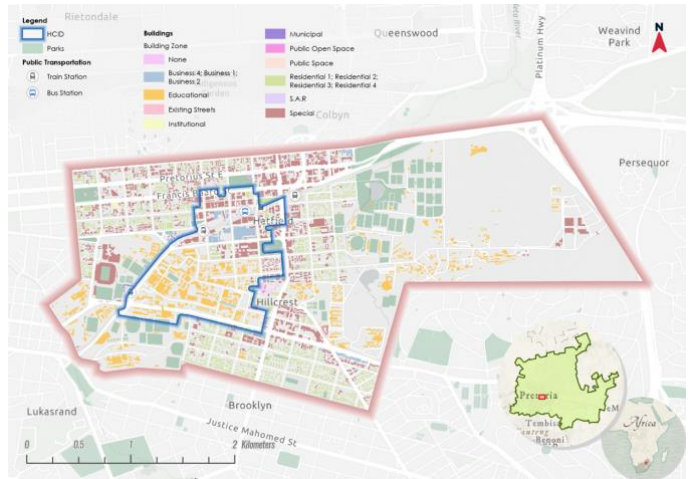 Rietondale
Legend
HCID
Parks
Public Transportation
Train Station
Bus Station
Buildings
Building Zone
None
Business 4; Business 1;
Business 2
Educational
Existing Streets
Institutional
Municipal
Public Open Space
Public Space
Residential 1; Residential 2;
Residential 3; Residential 4
S.A.R
Special
Queenswood
Colbyn
Platinum Hwy
Weavind
Park
N
Persequor
Pretorius St E
Hatfield
Hillcrest
Lukasrand
Brooklyn
Justice Mahomed St
0 0.5 1 2 Kilometers
Pretoria
Tembisa
Benoni
Africa